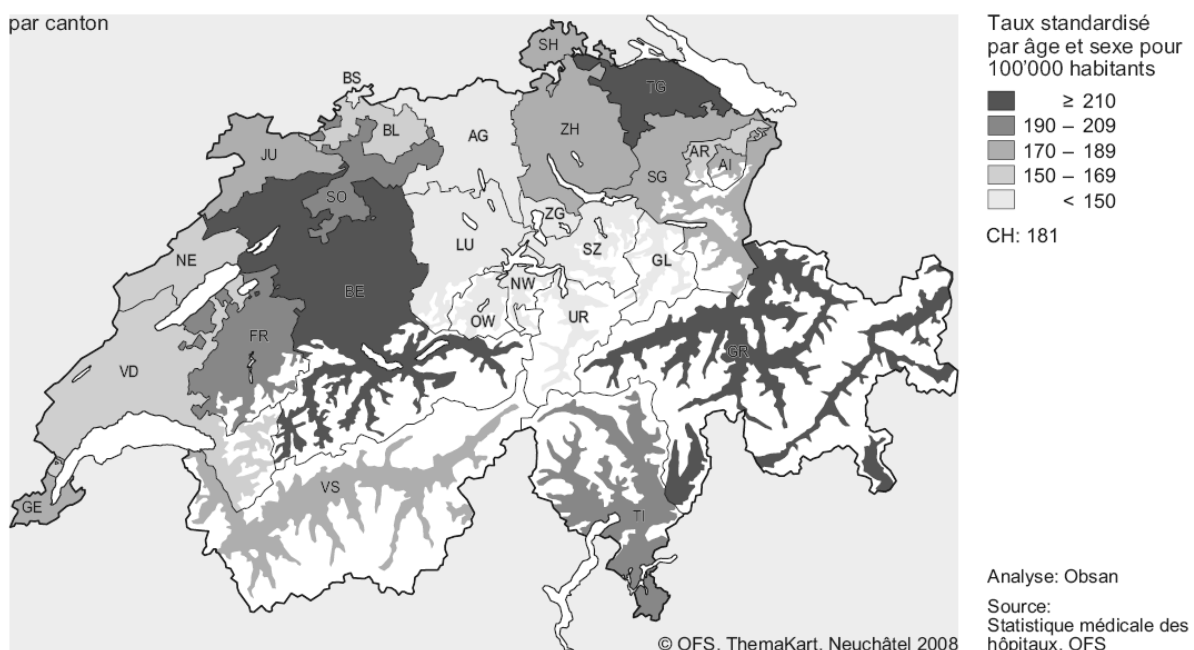 par canton
SH
BS
TG
BL
AG
ZH
JU
AR
AI
SG
SO
ZG
LU
SZ
NE
GL
NW
BE
OW
UR
FR
GR
VD
VS
GE
TI
© OFS, ThemaKart, Neuchâtel 2008
Taux standardisé
par âge et sexe pour
100'000 habitants
≥ 210
190 – 209
170 – 189
150 – 169
< 150
CH: 181
Analyse: Obsan
Source:
Statistique médicale des
hôpitaux, OFS